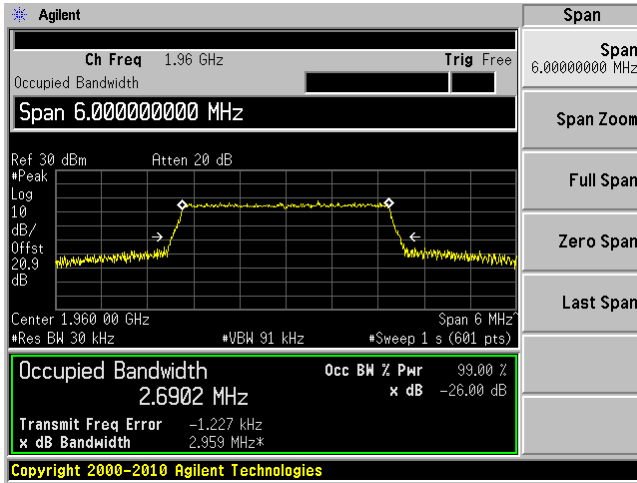 Agilent
Span
Ch Freq 1.96 GHz Trig Free
Occupied Bandwidth
Span 6.000000000 MHz
Ref 30 dBm Atten 20 dB
#Peak
Log
10
dB/
Offst
20.9
dB
Center 1.960 00 GHz Span 6 MHz^
#Res BW 30 kHz #VBW 91 kHz #Sweep 1 s (601 pts)
Occupied Bandwidth Occ BW % Pwr 99.00 %
2.6902 MHz x dB -26.00 dB
Transmit Freq Error -1.227 kHz
x dB Bandwidth 2.959 MHz*
Copyright 2000-2010 Agilent Technologies
Span
6.00000000 MHz
Span Zoom
Full Span
Zero Span
Last Span